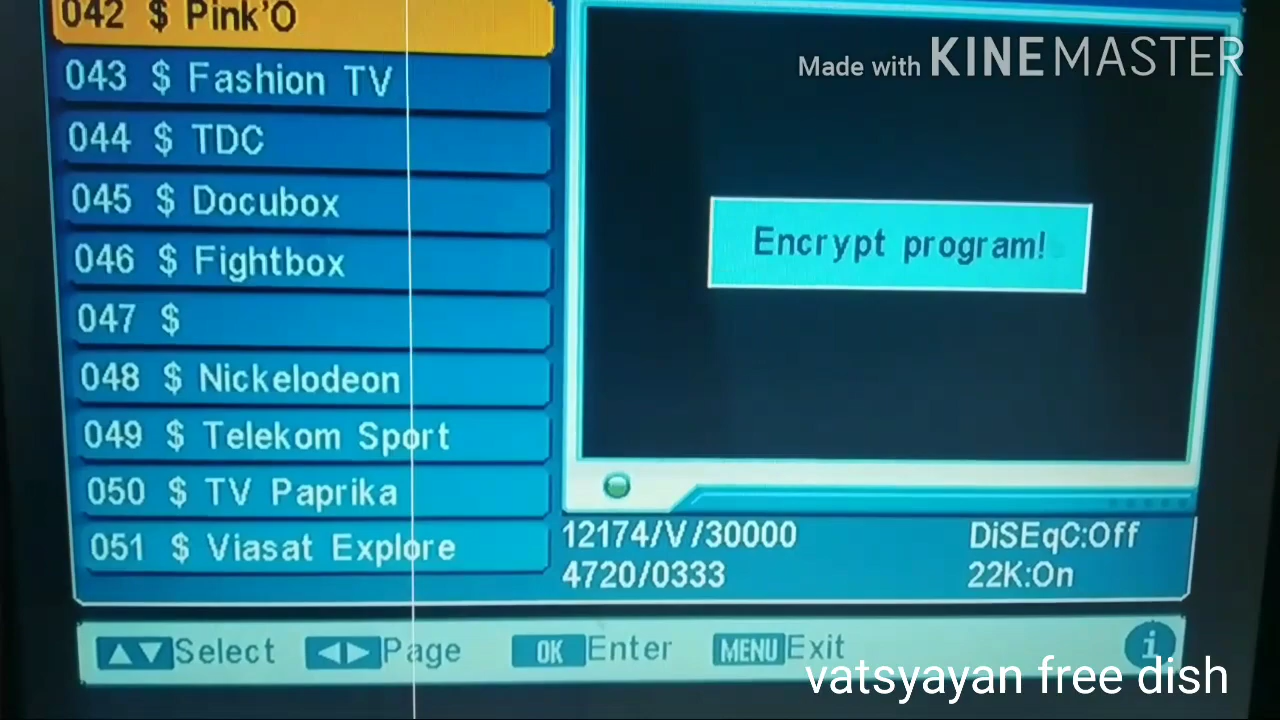 042 $ Pink'O
043 $ Fashion TV
044 $ TDC
045 $ Docubox
046 $ Fightbox
047 $
048 $ Nickelodeon
049 $ Telekom Sport
050 $ TV Paprika
051 $ Viasat Explore
Made with KINEMASTER
Encrypt program!
12174/V/30000 DiSEqC:Off
4720/0333 22K:On
Select Page OK Enter MENU Exit i
vatsyayan free dish